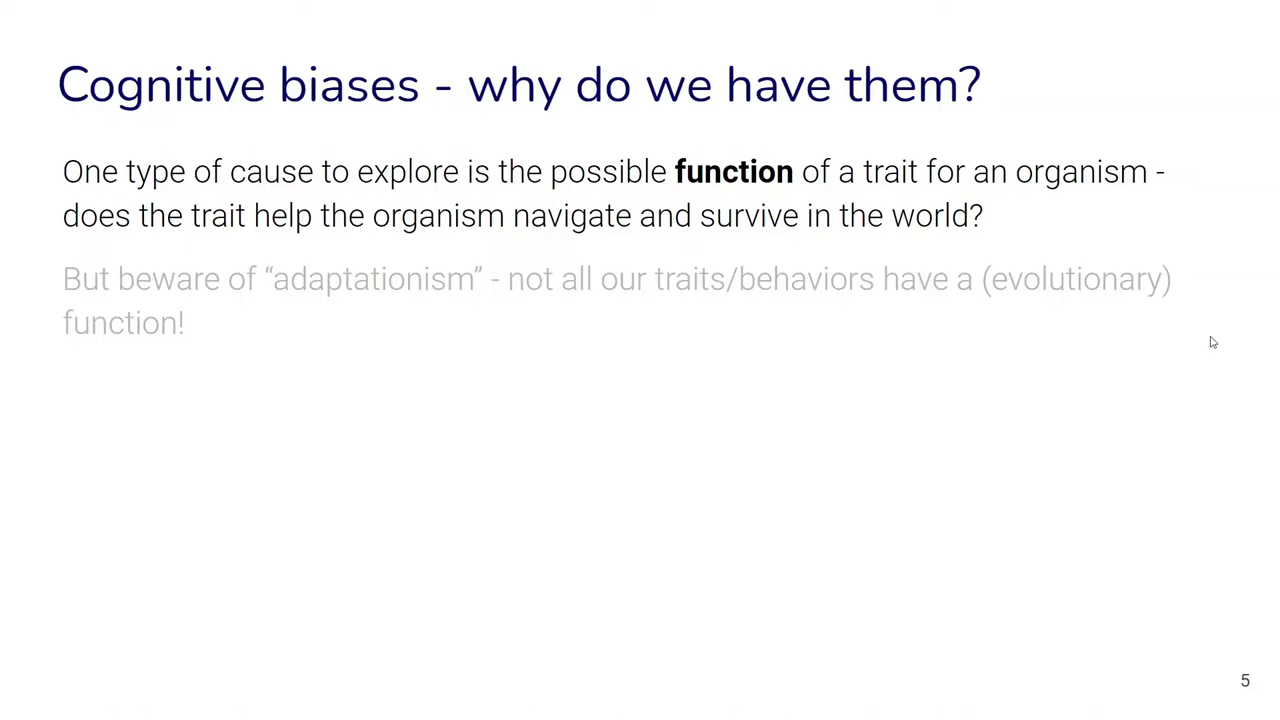 Cognitive biases - why do we have them?
One type of cause to explore is the possible function of a trait for an organism -
does the trait help the organism navigate and survive in the world?
But beware of “adaptationism” - not all our traits/behaviors have a (evolutionary)
function!
5